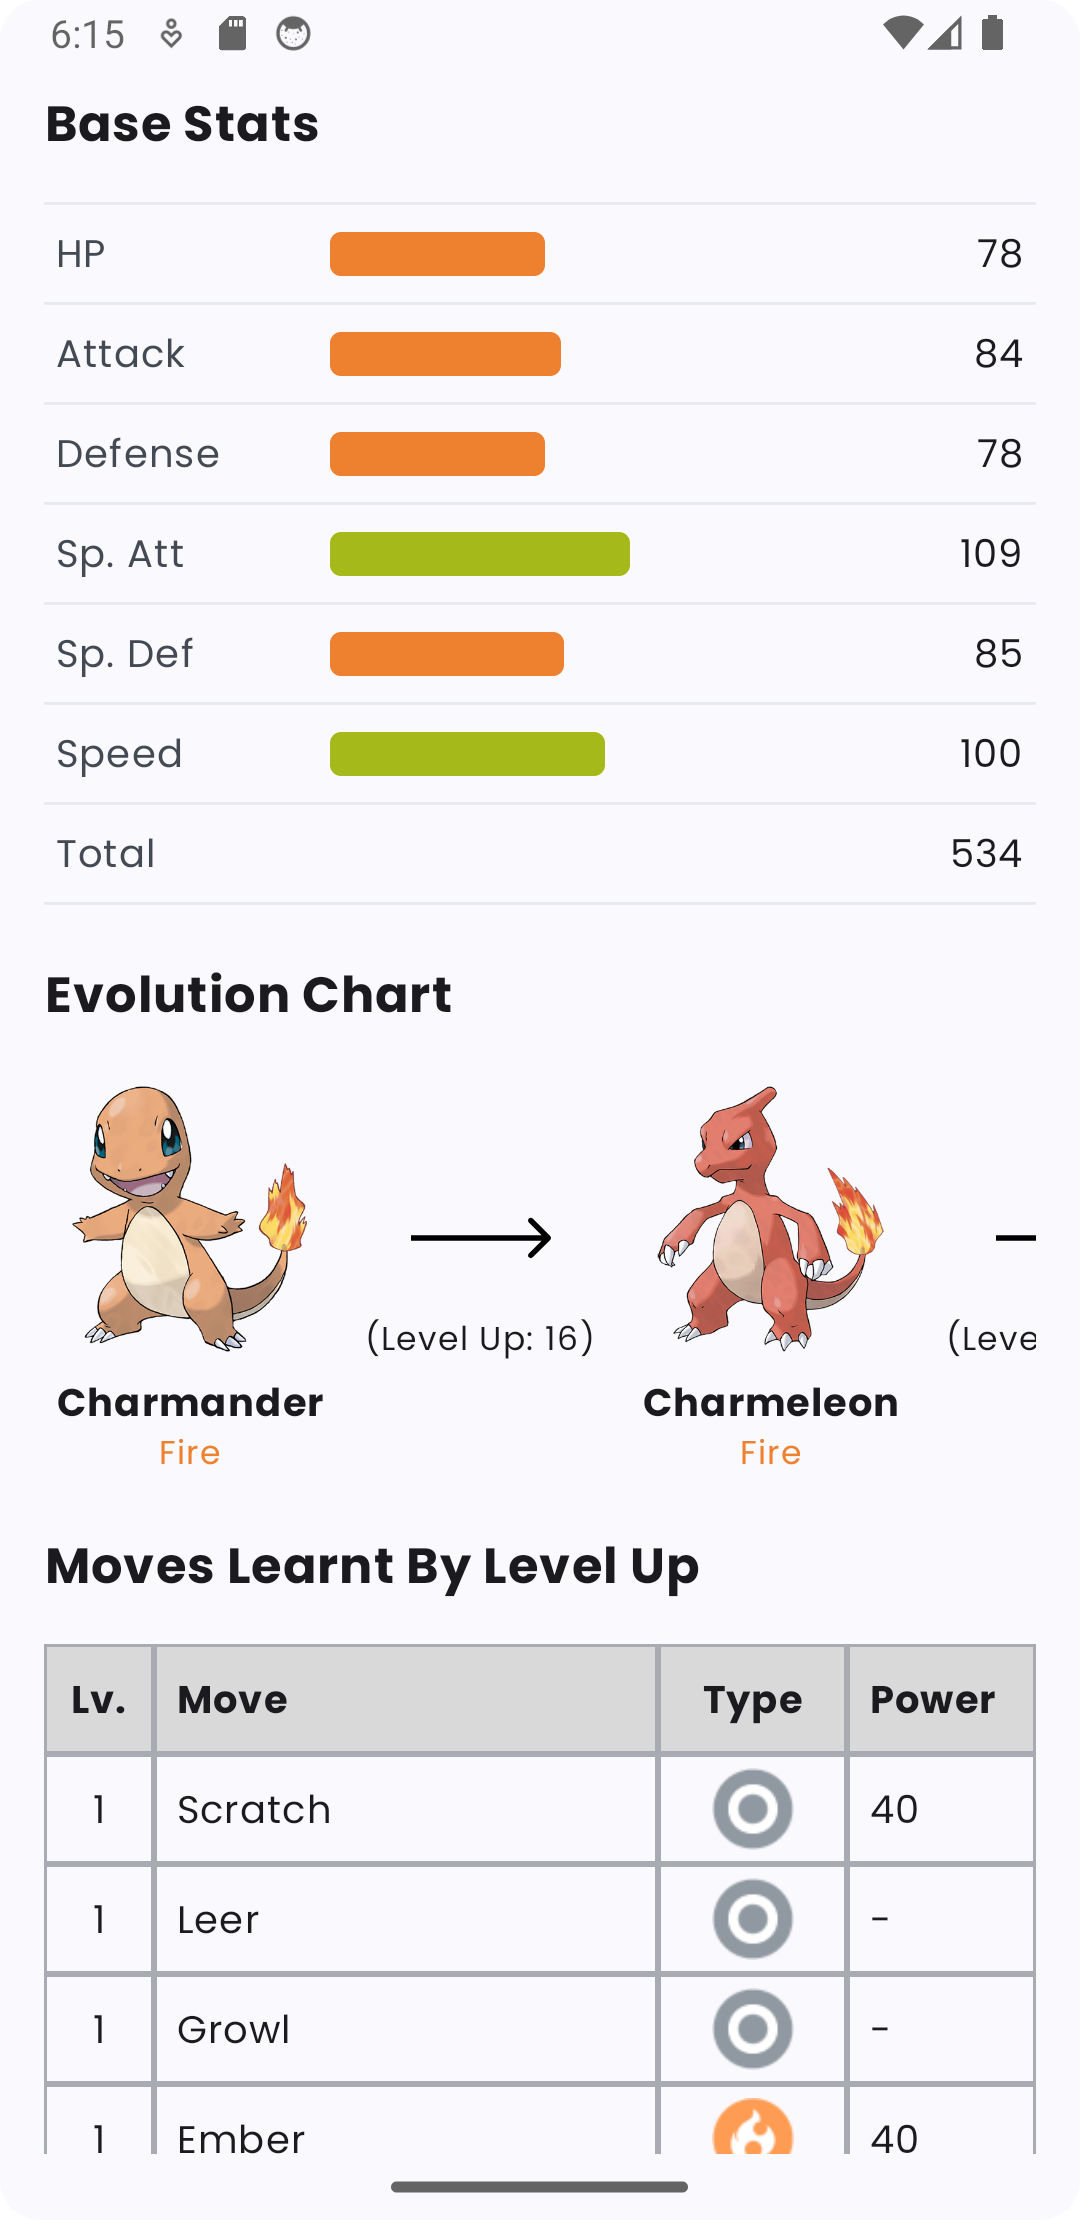 6:15
Base Stats
HP 78
Attack 84
Defense 78
Sp. Att 109
Sp. Def 85
Speed 100
Total 534
Evolution Chart
(Level Up: 16) (Leve
Charmander Charmeleon
Fire Fire
Moves Learnt By Level Up
Lv. Move Type Power
1 Scratch 40
1 Leer -
1 Growl -
1 Ember 40